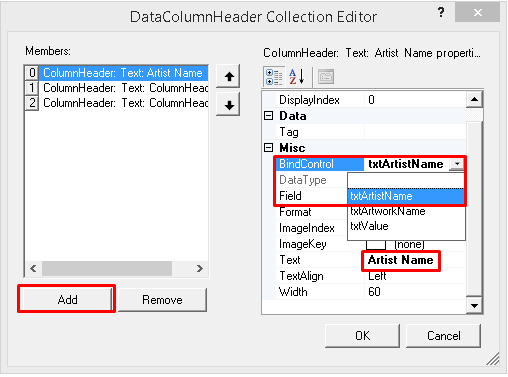 DataColumnHeader Collection Editor ? ×
Members:
0 ColumnHeader: Text: Artist Name
1 ColumnHeader: Text: ColumnHead
2 ColumnHeader: Text: ColumnHead
Add
Remove
ColumnHeader: Text: Artist Name properti...
DisplayIndex 0
Data
Tag
Misc
BindControl txtArtistName
DataType
Field txtArtistName
Format txtArtworkName
ImageIndex txtValue
ImageKey (none)
Text Artist Name
TextAlign Left
Width 60
OK
Cancel